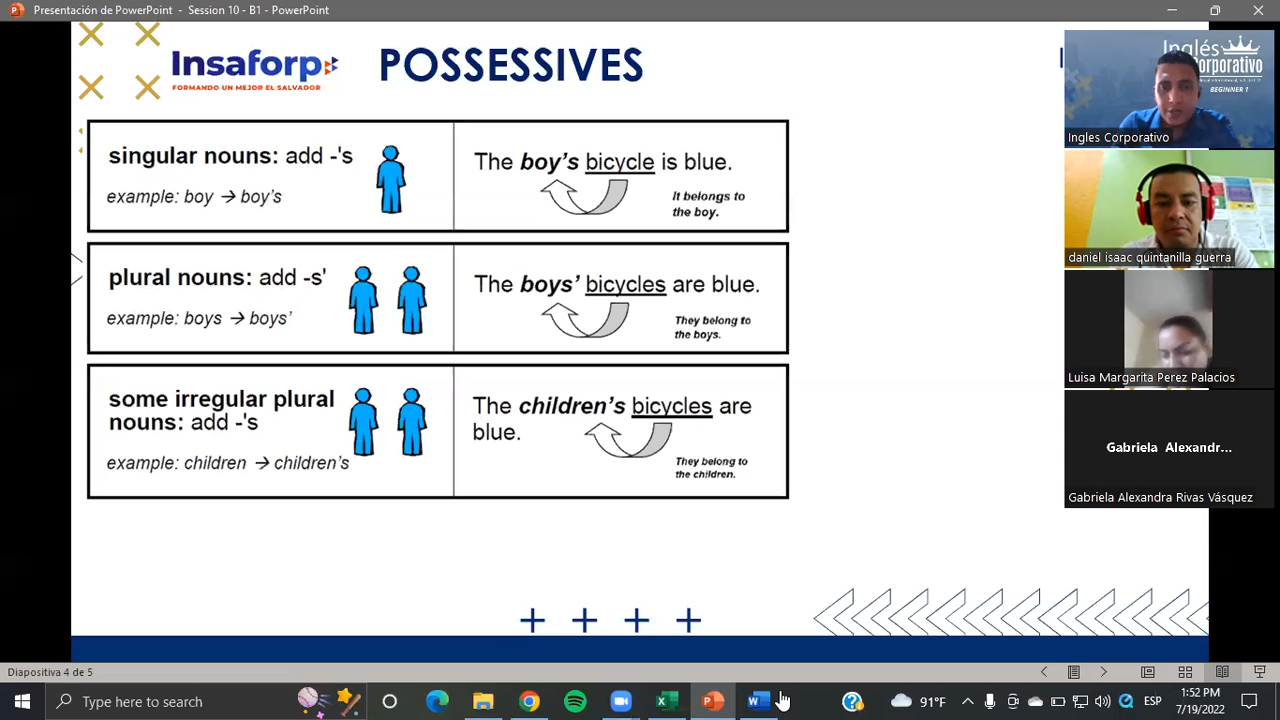 Presentación de PowerPoint - Session 10 - B1 - PowerPoint
Insaforp
FORMANDO UN MEJOR EL SALVADOR
POSSESSIVES
singular nouns: add -'s
example: boy → boy's
The boy's bicycle is blue.
It belongs to
the boy.
plural nouns: add -s'
example: boys → boys'
The boys' bicycles are blue.
They belong to
the boys.
some irregular plural
nouns: add -'s
example: children → children's
The children's bicycles are
blue.
They belong to
the children.
Inglés
Corporativo
BEGINNER 1
Ingles Corporativo
daniel isaac quintanilla guerra
Luisa Margarita Perez Palacios
Gabriela Alexandr...
Gabriela Alexandra Rivas Vásquez
Diapositiva 4 de 5
Type here to search
91°F
ESP
1:52 PM
7/19/2022